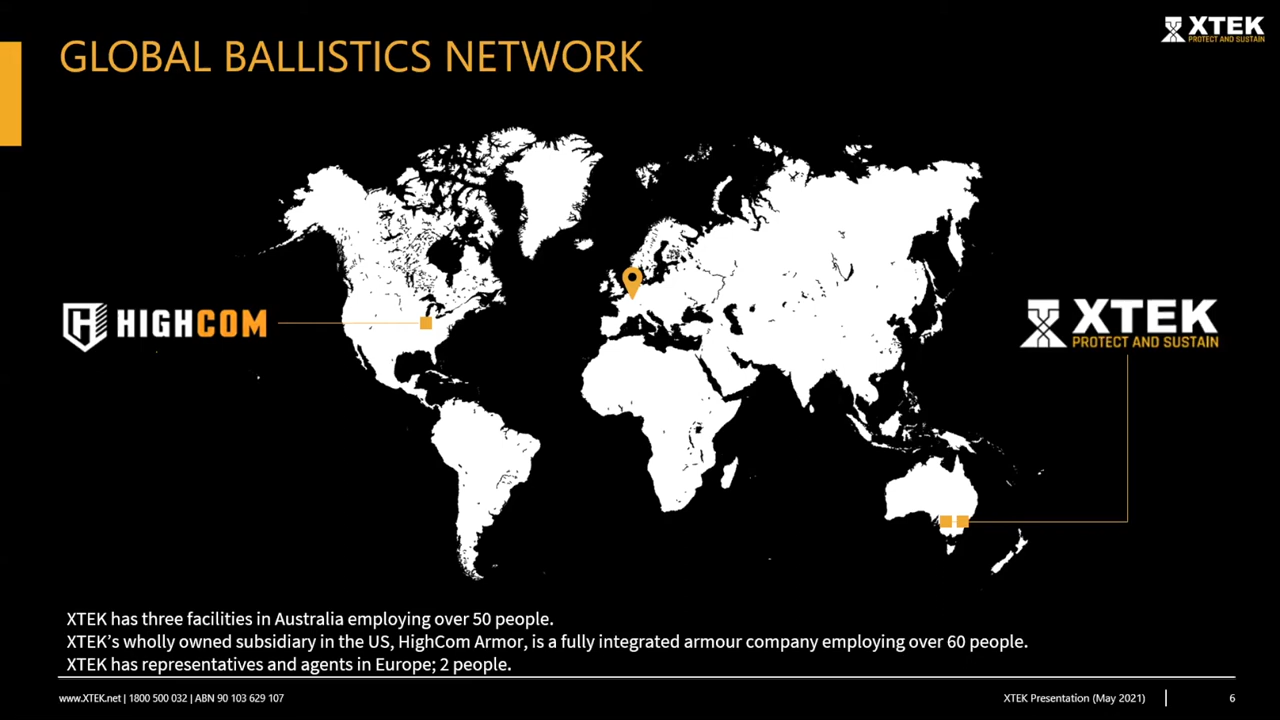 XTEK
PROTECT AND SUSTAIN
GLOBAL BALLISTICS NETWORK
HIGHCOM
XTEK
PROTECT AND SUSTAIN
XTEK has three facilities in Australia employing over 50 people.
XTEK's wholly owned subsidiary in the US, HighCom Armor, is a fully integrated armour company employing over 60 people.
XTEK has representatives and agents in Europe; 2 people.
www.XTEK.net | 1800 500 032 | ABN 90 103 629 107
XTEK Presentation (May 2021)
6